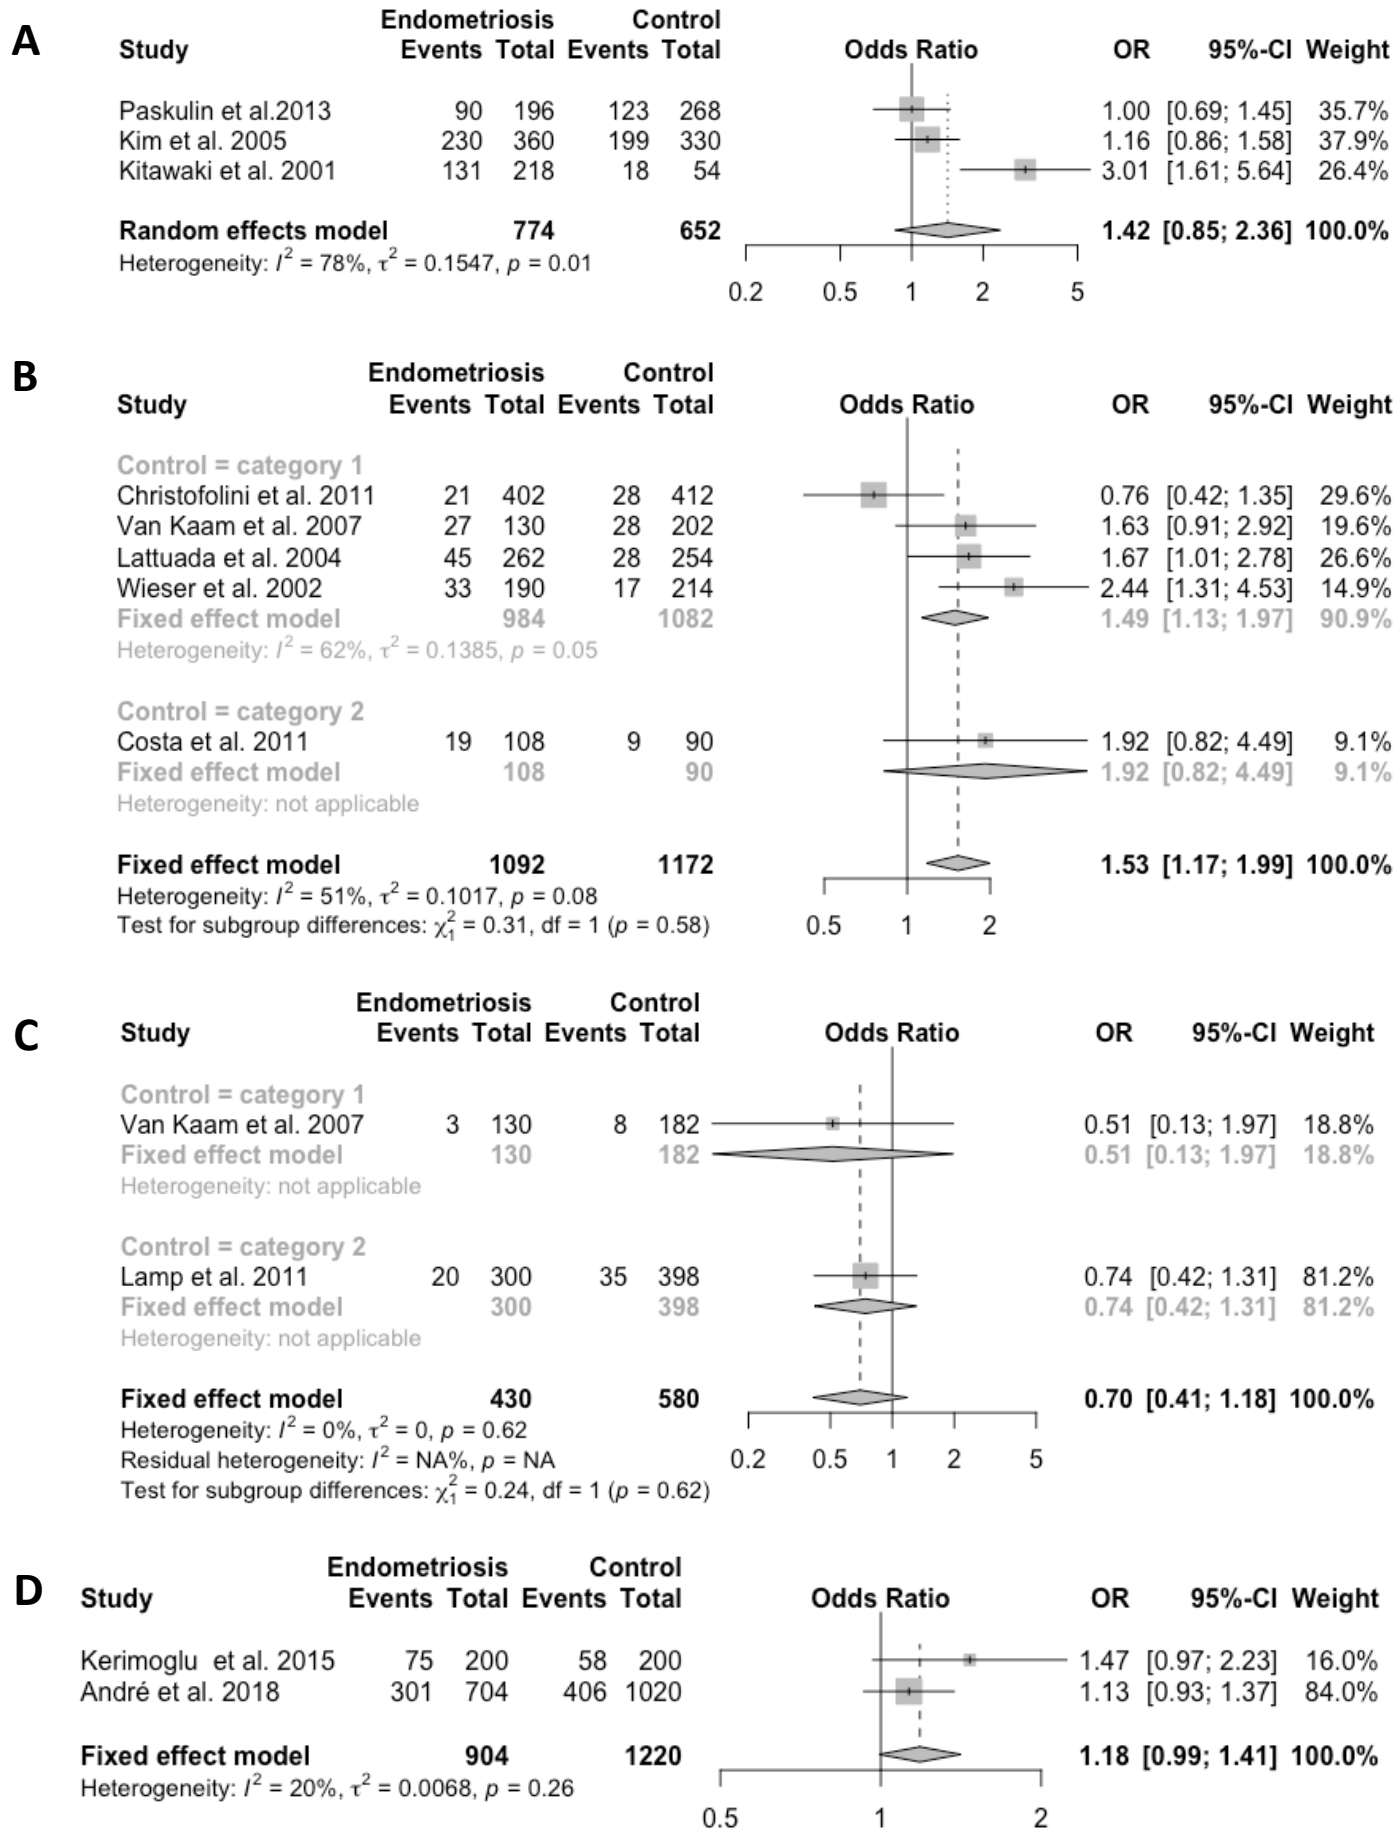 A
Endometriosis Control
Study Events Total Events Total Odds Ratio OR 95%-CI Weight
Paskulin et al.2013 90 196 123 268 1.00 [0.69; 1.45] 35.7%
Kim et al. 2005 230 360 199 330 1.16 [0.86; 1.58] 37.9%
Kitawaki et al. 2001 131 218 18 54 3.01 [1.61; 5.64] 26.4%
Random effects model 774 652 1.42 [0.85; 2.36] 100.0%
Heterogeneity: I² = 78%, τ² = 0.1547, p = 0.01
0.2 0.5 1 2 5
B
Endometriosis Control
Study Events Total Events Total Odds Ratio OR 95%-CI Weight
Control = category 1
Christofolini et al. 2011 21 402 28 412 0.76 [0.42; 1.35] 29.6%
Van Kaam et al. 2007 27 130 28 202 1.63 [0.91; 2.92] 19.6%
Lattuada et al. 2004 45 262 28 254 1.67 [1.01; 2.78] 26.6%
Wieser et al. 2002 33 190 17 214 2.44 [1.31; 4.53] 14.9%
Fixed effect model 984 1082 1.49 [1.13; 1.97] 90.9%
Heterogeneity: I² = 62%, τ² = 0.1385, p = 0.05
Control = category 2
Costa et al. 2011 19 108 9 90 1.92 [0.82; 4.49] 9.1%
Fixed effect model 108 90 1.92 [0.82; 4.49] 9.1%
Heterogeneity: not applicable
Fixed effect model 1092 1172 1.53 [1.17; 1.99] 100.0%
Heterogeneity: I² = 51%, τ² = 0.1017, p = 0.08
Test for subgroup differences: χ²₁ = 0.31, df = 1 (p = 0.58)
0.5 1 2
C
Endometriosis Control
Study Events Total Events Total Odds Ratio OR 95%-CI Weight
Control = category 1
Van Kaam et al. 2007 3 130 8 182 0.51 [0.13; 1.97] 18.8%
Fixed effect model 130 182 0.51 [0.13; 1.97] 18.8%
Heterogeneity: not applicable
Control = category 2
Lamp et al. 2011 20 300 35 398 0.74 [0.42; 1.31] 81.2%
Fixed effect model 300 398 0.74 [0.42; 1.31] 81.2%
Heterogeneity: not applicable
Fixed effect model 430 580 0.70 [0.41; 1.18] 100.0%
Heterogeneity: I² = 0%, τ² = 0, p = 0.62
Residual heterogeneity: I² = NA%, p = NA
Test for subgroup differences: χ²₁ = 0.24, df = 1 (p = 0.62)
0.2 0.5 1 2 5
D
Endometriosis Control
Study Events Total Events Total Odds Ratio OR 95%-CI Weight
Kerimoglu et al. 2015 75 200 58 200 1.47 [0.97; 2.23] 16.0%
André et al. 2018 301 704 406 1020 1.13 [0.93; 1.37] 84.0%
Fixed effect model 904 1220 1.18 [0.99; 1.41] 100.0%
Heterogeneity: I² = 20%, τ² = 0.0068, p = 0.26
0.5 1 2